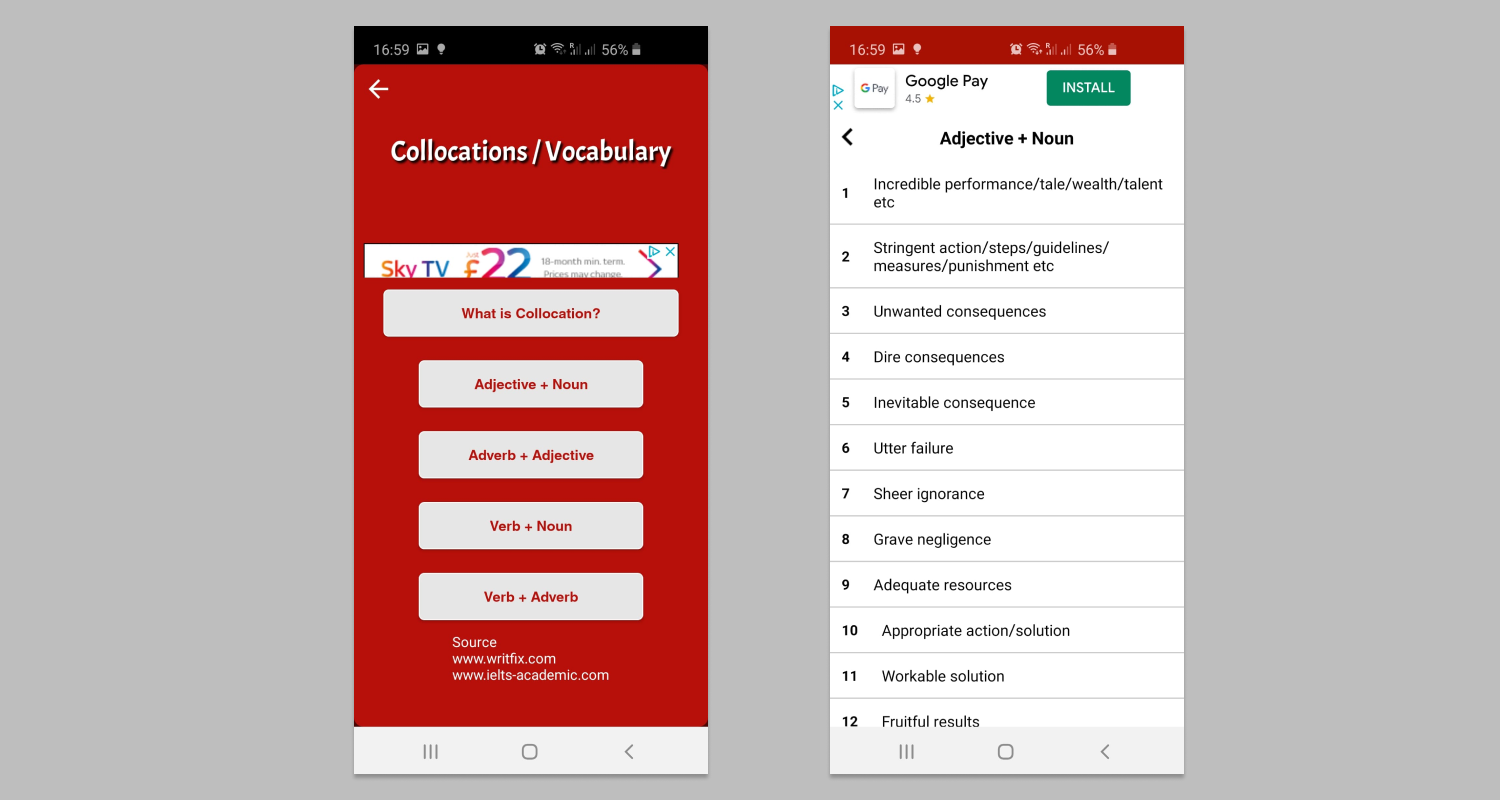 16:59
R
56%
Collocations / Vocabulary
Just
Sky TV £22
18-month min. term.
Prices may change.
What is Collocation?
Adjective + Noun
Adverb + Adjective
Verb + Noun
Verb + Adverb
Source
www.writfix.com
www.ielts-academic.com
16:59
R
56%
G Pay
Google Pay
4.5
INSTALL
Adjective + Noun
1 Incredible performance/tale/wealth/talent
etc
2 Stringent action/steps/guidelines/
measures/punishment etc
3 Unwanted consequences
4 Dire consequences
5 Inevitable consequence
6 Utter failure
7 Sheer ignorance
8 Grave negligence
9 Adequate resources
10 Appropriate action/solution
11 Workable solution
12 Fruitful results